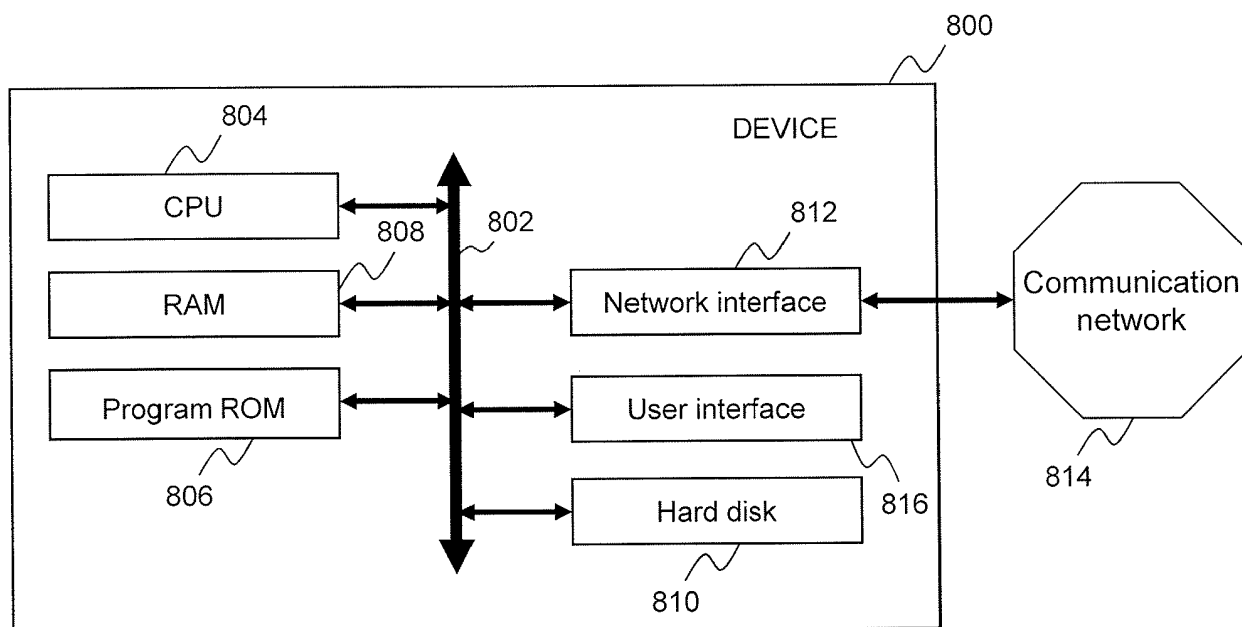 800
DEVICE
804
CPU
808
802
812
RAM
Network interface
Communication
network
Program ROM
User interface
806
816
814
Hard disk
810